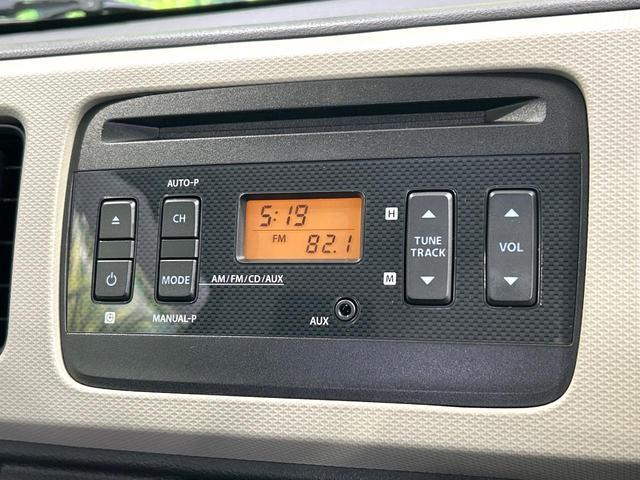 AUTO-P
CH
MODE
AM/FM/CD/AUX
MANUAL-P
5:19
FM 82.1
AUX
H
M
TUNE
TRACK
VOL